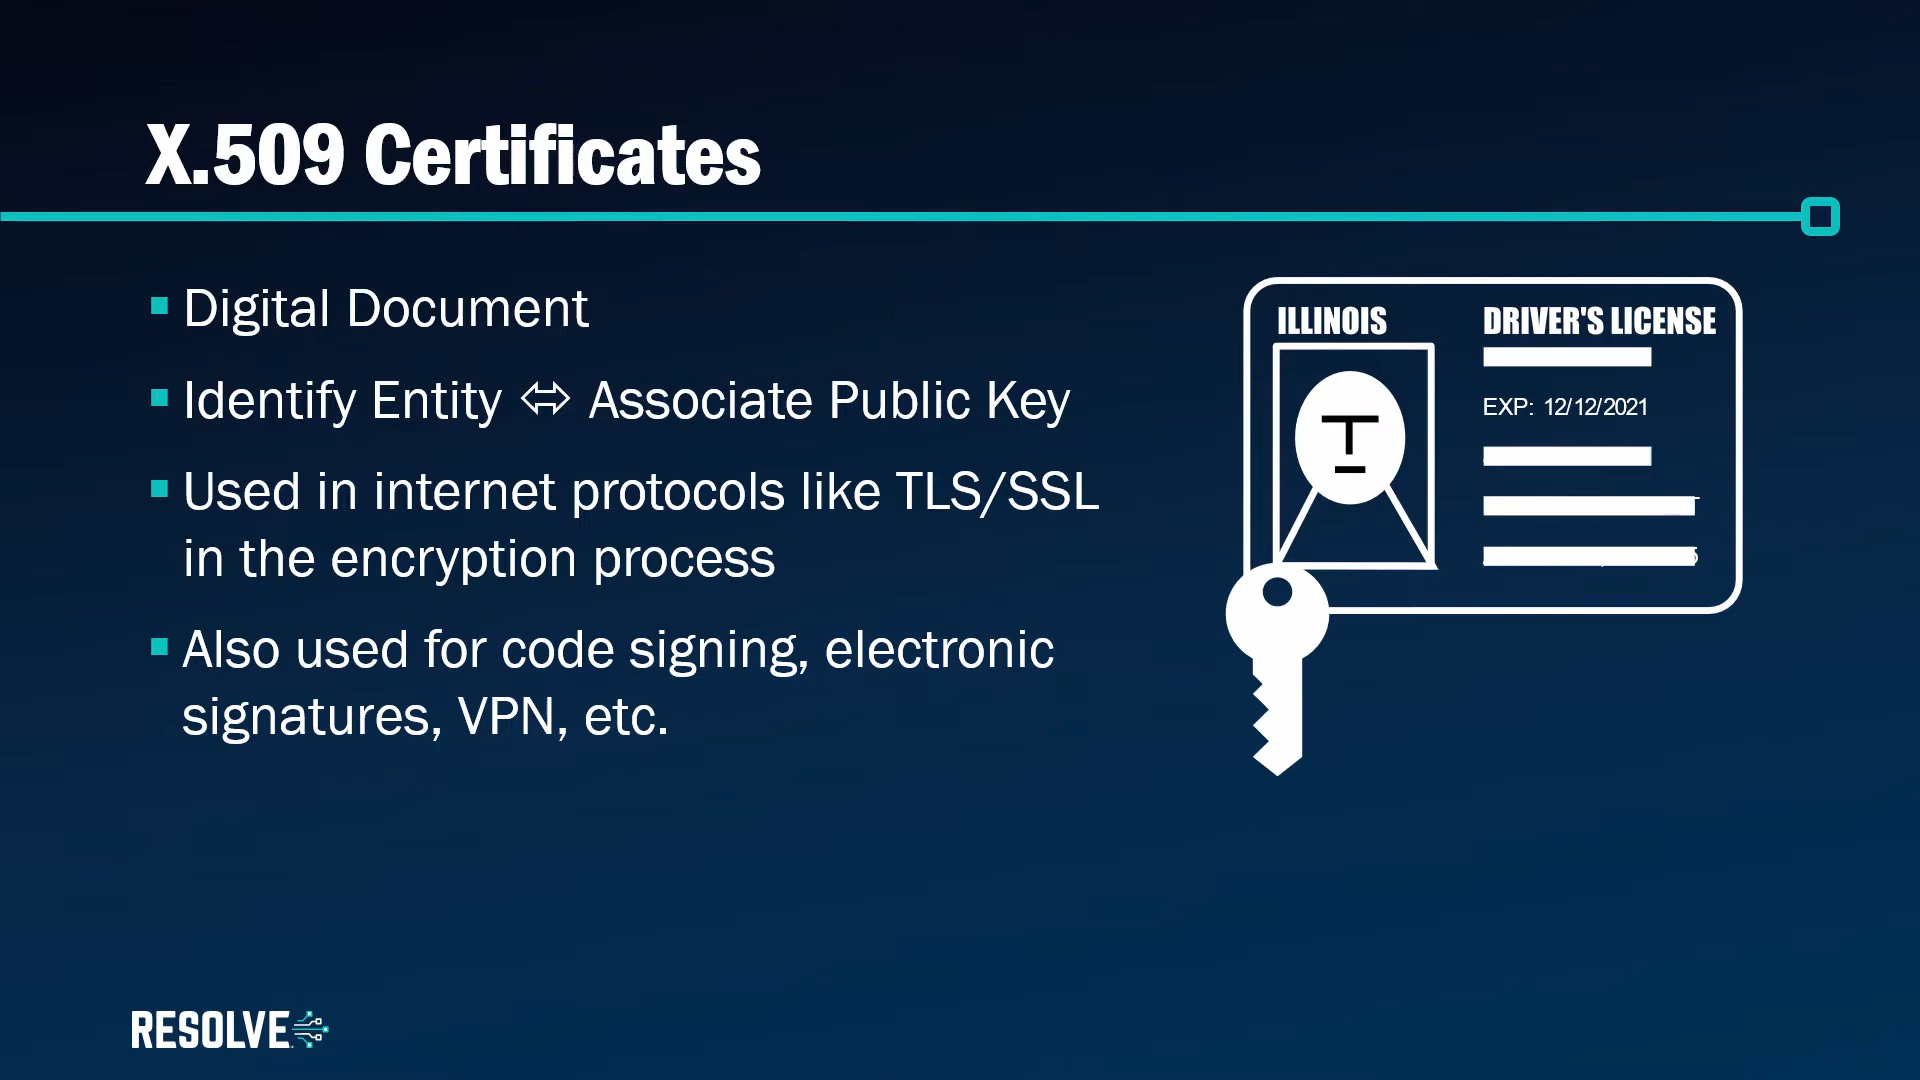 X.509 Certificates
Digital Document
Identify Entity ⬄ Associate Public Key
Used in internet protocols like TLS/SSL
in the encryption process
Also used for code signing, electronic
signatures, VPN, etc.
ILLINOIS
DRIVER'S LICENSE
EXP: 12/12/2021
RESOLVE